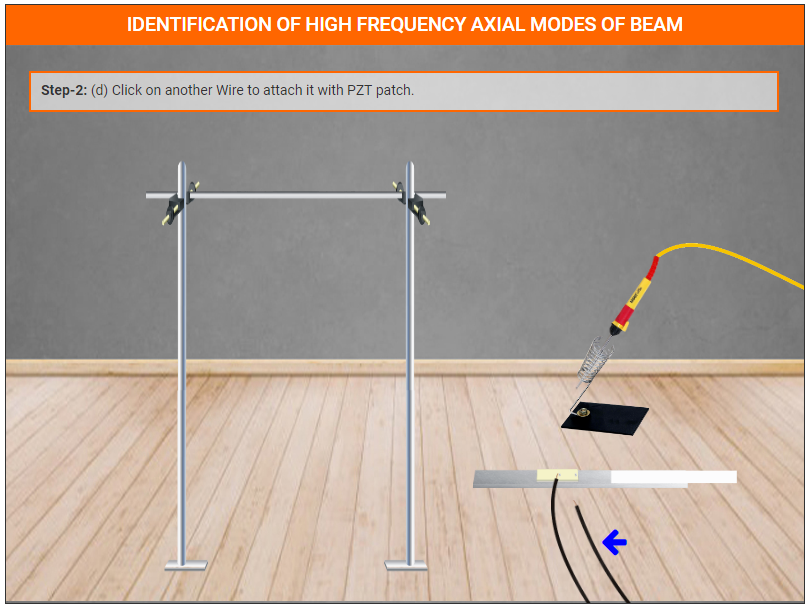 IDENTIFICATION OF HIGH FREQUENCY AXIAL MODES OF BEAM
Step-2: (d) Click on another Wire to attach it with PZT patch.